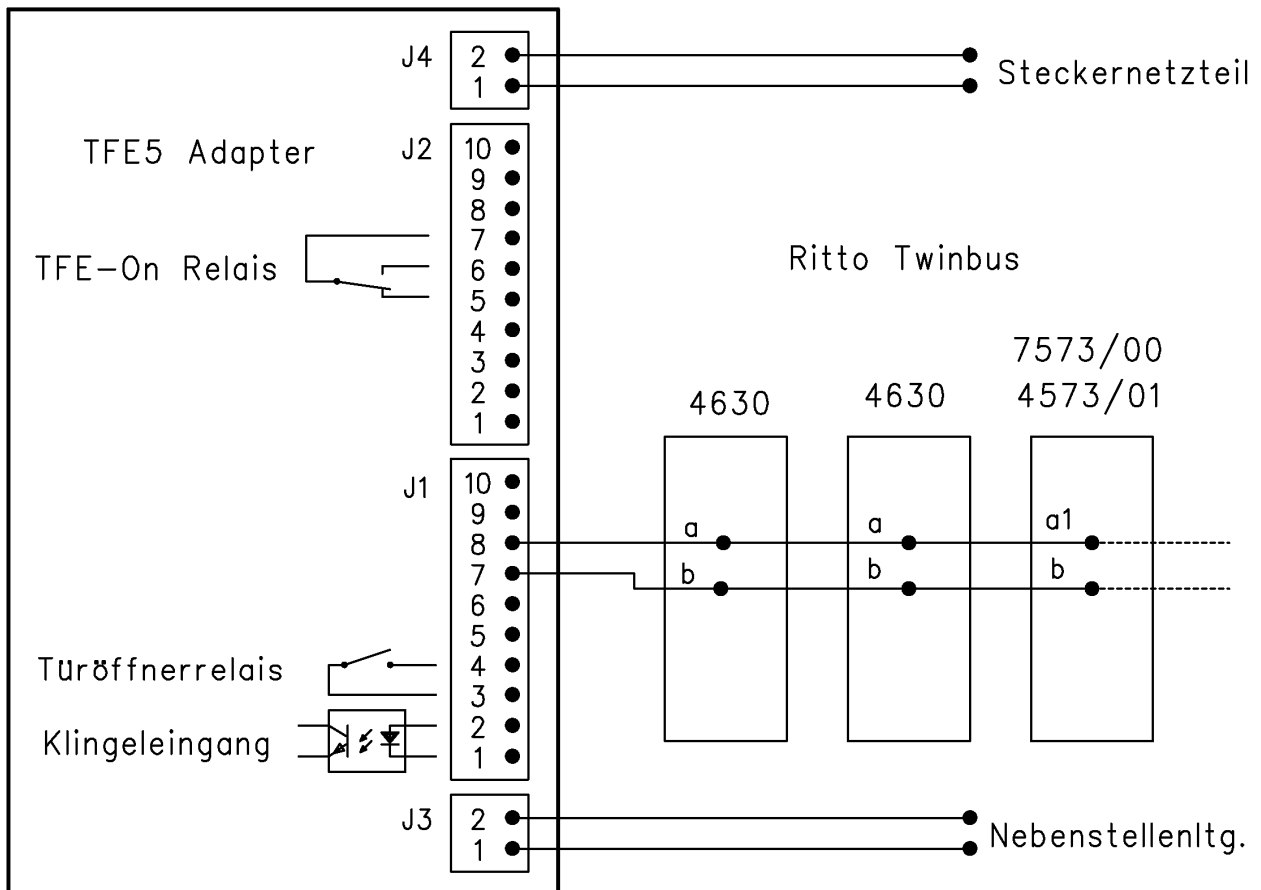 J4
2
1
Steckernetzteil
TFE5 Adapter
J2
10
9
8
7
6
5
4
3
2
1
TFE-On Relais
Ritto Twinbus
7573/00
4630
4630
4573/01
J1
10
9
8
7
6
5
4
3
2
1
a
a
a1
b
b
b
Türöffnerrelais
Klingeleingang
J3
2
1
Nebenstellenltg.